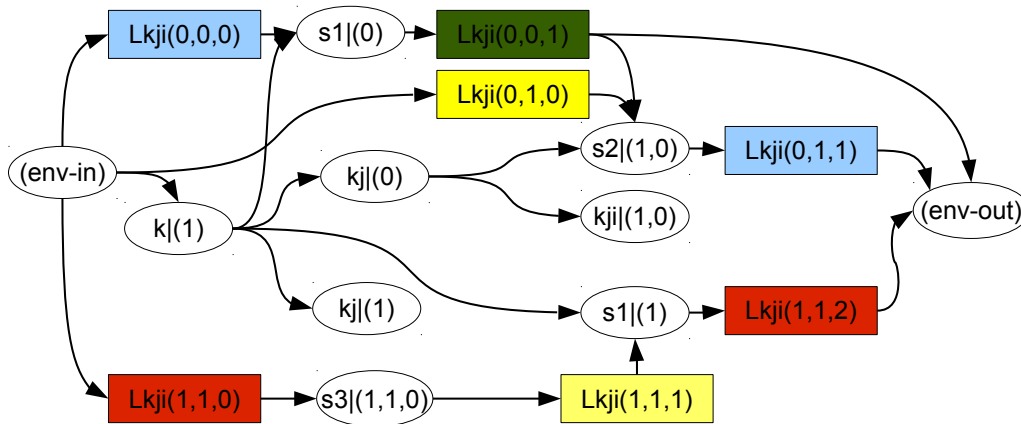 Lkji(0,0,0)
s1|(0)
Lkji(0,0,1)
Lkji(0,1,0)
(env-in)
kj|(0)
s2|(1,0)
Lkji(0,1,1)
k|(1)
kji|(1,0)
(env-out)
kj|(1)
s1|(1)
Lkji(1,1,2)
Lkji(1,1,0)
s3|(1,1,0)
Lkji(1,1,1)